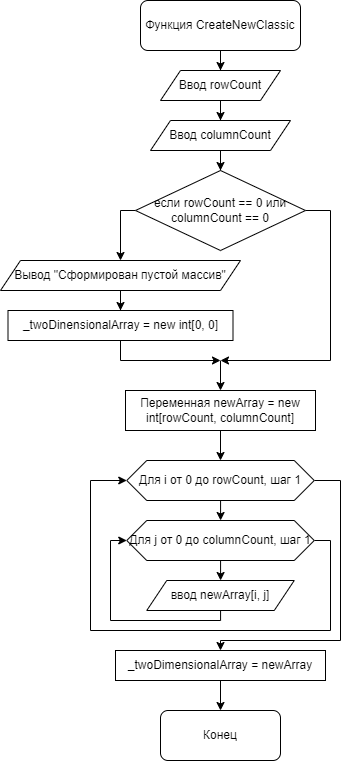 Функция CreateNewClassic
Ввод rowCount
Ввод columnCount
если rowCount == 0 или
columnCount == 0
Вывод "Сформирован пустой массив"
_twoDinensionalArray = new int[0, 0]
Переменная newArray = new
int[rowCount, columnCount]
Для i от 0 до rowCount, шаг 1
Для j от 0 до columnCount, шаг 1
ввод newArray[i, j]
_twoDimensionalArray = newArray
Конец